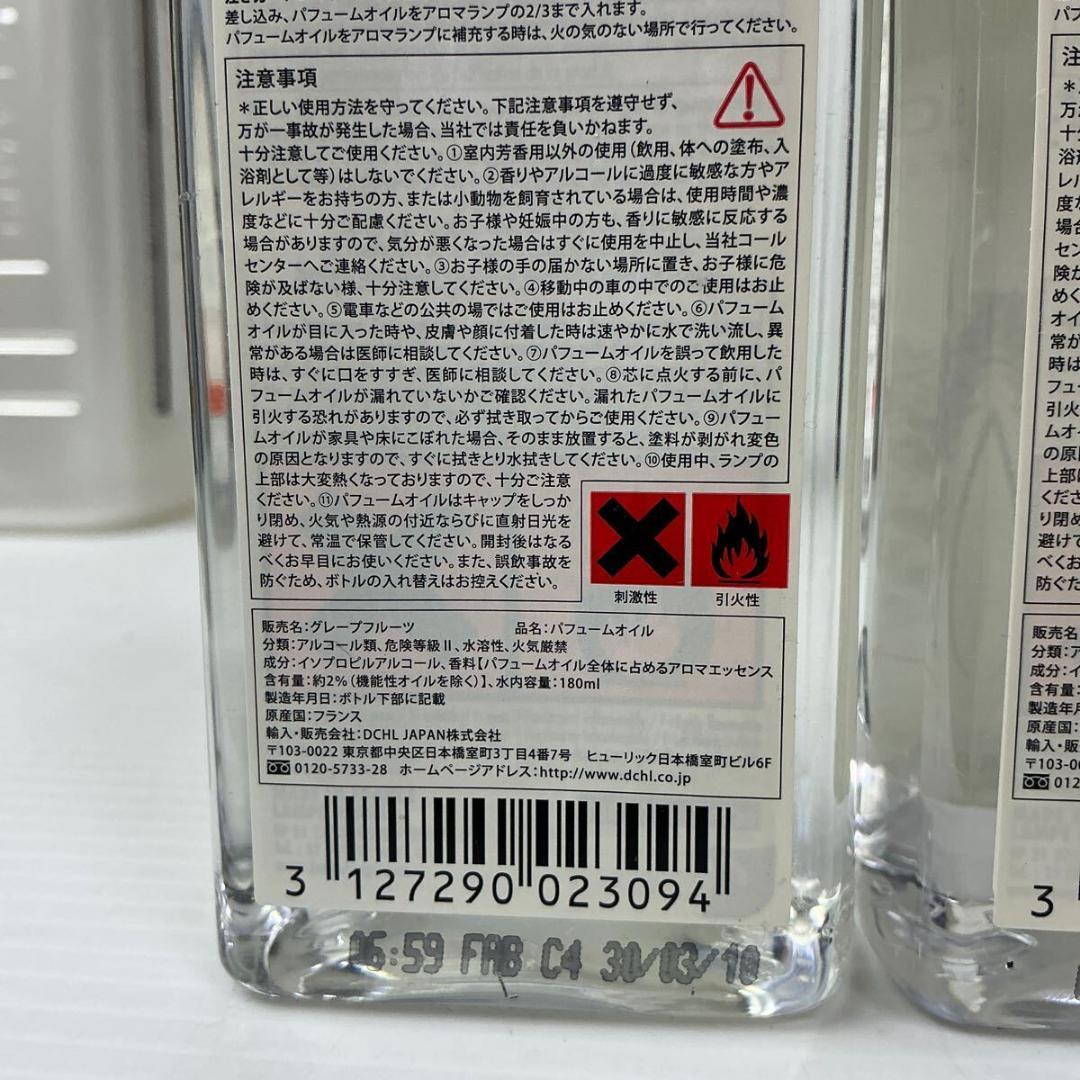 差し込み、パフュームオイルをアロマランプの2/3まで入れます。
パフュームオイルをアロマランプに補充する時は、火の気のない場所で行ってください。
注意事項
＊正しい使用方法を守ってください。下記注意事項を遵守せず、
万が一事故が発生した場合、当社では責任を負いかねます。
十分注意してご使用ください。①室内芳香用以外の使用（飲用、体への塗布、入
浴剤として等）はしないでください。②香りやアルコールに過度に敏感な方やア
レルギーをお持ちの方、または小動物を飼育されている場合は、使用時間や濃
度などに十分ご配慮ください。お子様や妊娠中の方も、香りに敏感に反応する
場合がありますので、気分が悪くなった場合はすぐに使用を中止し、当社コール
センターへご連絡ください。③お子様の手の届かない場所に置き、お子様に危
険が及ばない様、十分注意してください。④移動中の車の中でのご使用はお止
めください。⑤電車などの公共の場ではご使用はお止めください。⑥パフューム
オイルが目に入った時や、皮膚や顔に付着した時は速やかに水で洗い流し、異
常がある場合は医師に相談してください。⑦パフュームオイルを誤って飲用した
時は、すぐに口をすすぎ、医師に相談してください。⑧芯に点火する前に、パ
フュームオイルが漏れていないかご確認ください。漏れたパフュームオイルに
引火する恐れがありますので、必ず拭き取ってからご使用ください。⑨パフュー
ムオイルが家具や床にこぼれた場合、そのまま放置すると、塗料が剥がれ変色
の原因となりますので、すぐに拭きとり水拭きしてください。⑩使用中、ランプの
上部は大変熱くなっておりますので、十分ご注意
ください。⑪パフュームオイルはキャップをしっか
り閉め、火気や熱源の付近ならびに直射日光を
避けて、常温で保管してください。開封後はなる
べくお早目にお使いください。また、誤飲事故を
防ぐため、ボトルの入れ替えはお控えください。
刺激性 引火性
販売名：グレープフルーツ 品名：パフュームオイル
分類：アルコール類、危険等級Ⅱ、水溶性、火気厳禁
成分：イソプロピルアルコール、香料【パフュームオイル全体に占めるアロマエッセンス
含有量：約2％（機能性オイルを除く）】、水内容量：180ml
製造年月日：ボトル下部に記載
原産国：フランス
輸入・販売会社：DCHL JAPAN株式会社
〒103-0022 東京都中央区日本橋室町3丁目4番7号 ヒューリック日本橋室町ビル6F
0120-5733-28 ホームページアドレス：http://www.dchl.co.jp
3 127290 023094
06:59 FAB C4 30/03/10